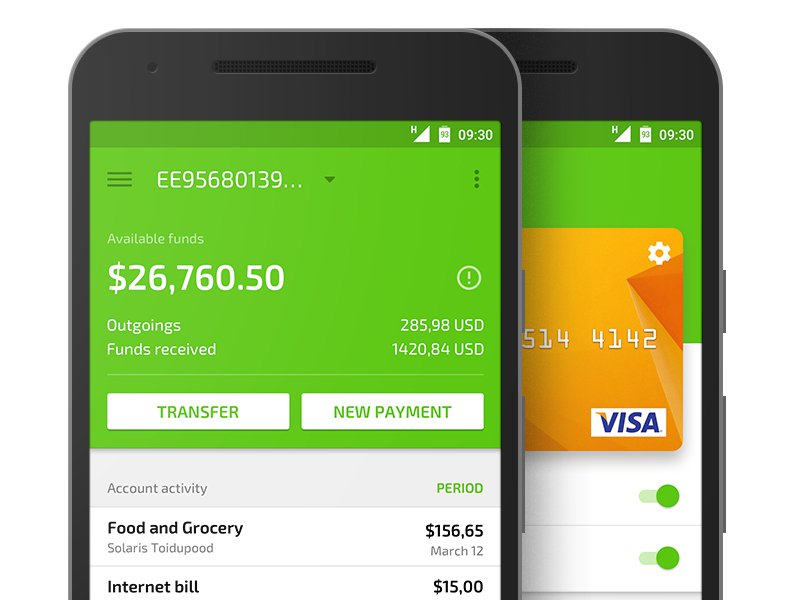 H 93 09:30
EE95680139...
Available funds
$26,760.50
Outgoings 285,98 USD
Funds received 1420,84 USD
TRANSFER NEW PAYMENT
Account activity PERIOD
Food and Grocery $156,65
Solaris Toidupood March 12
Internet bill $15,00
H 93 09:30
514 4142
VISA